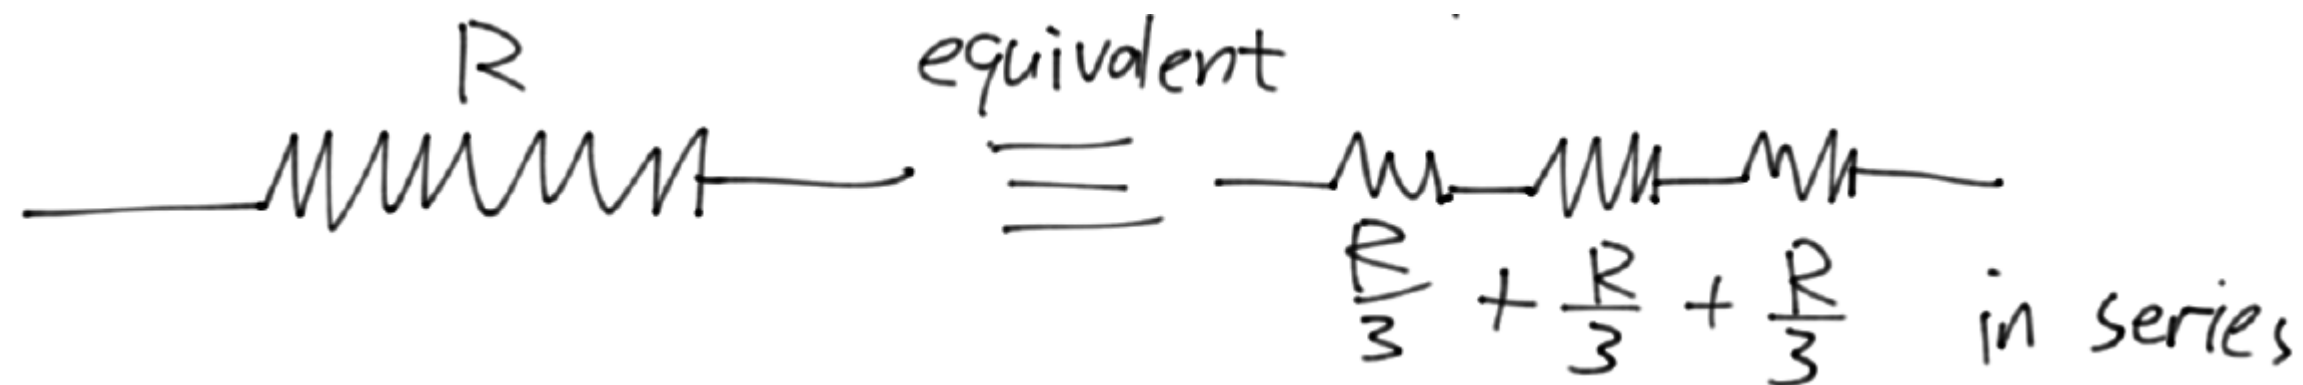 R equivalent
≡
R/3 + R/3 + R/3 in series